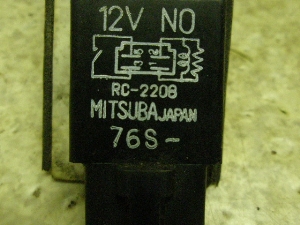 12V NO
RC-2208
MITSUBA JAPAN
76S-